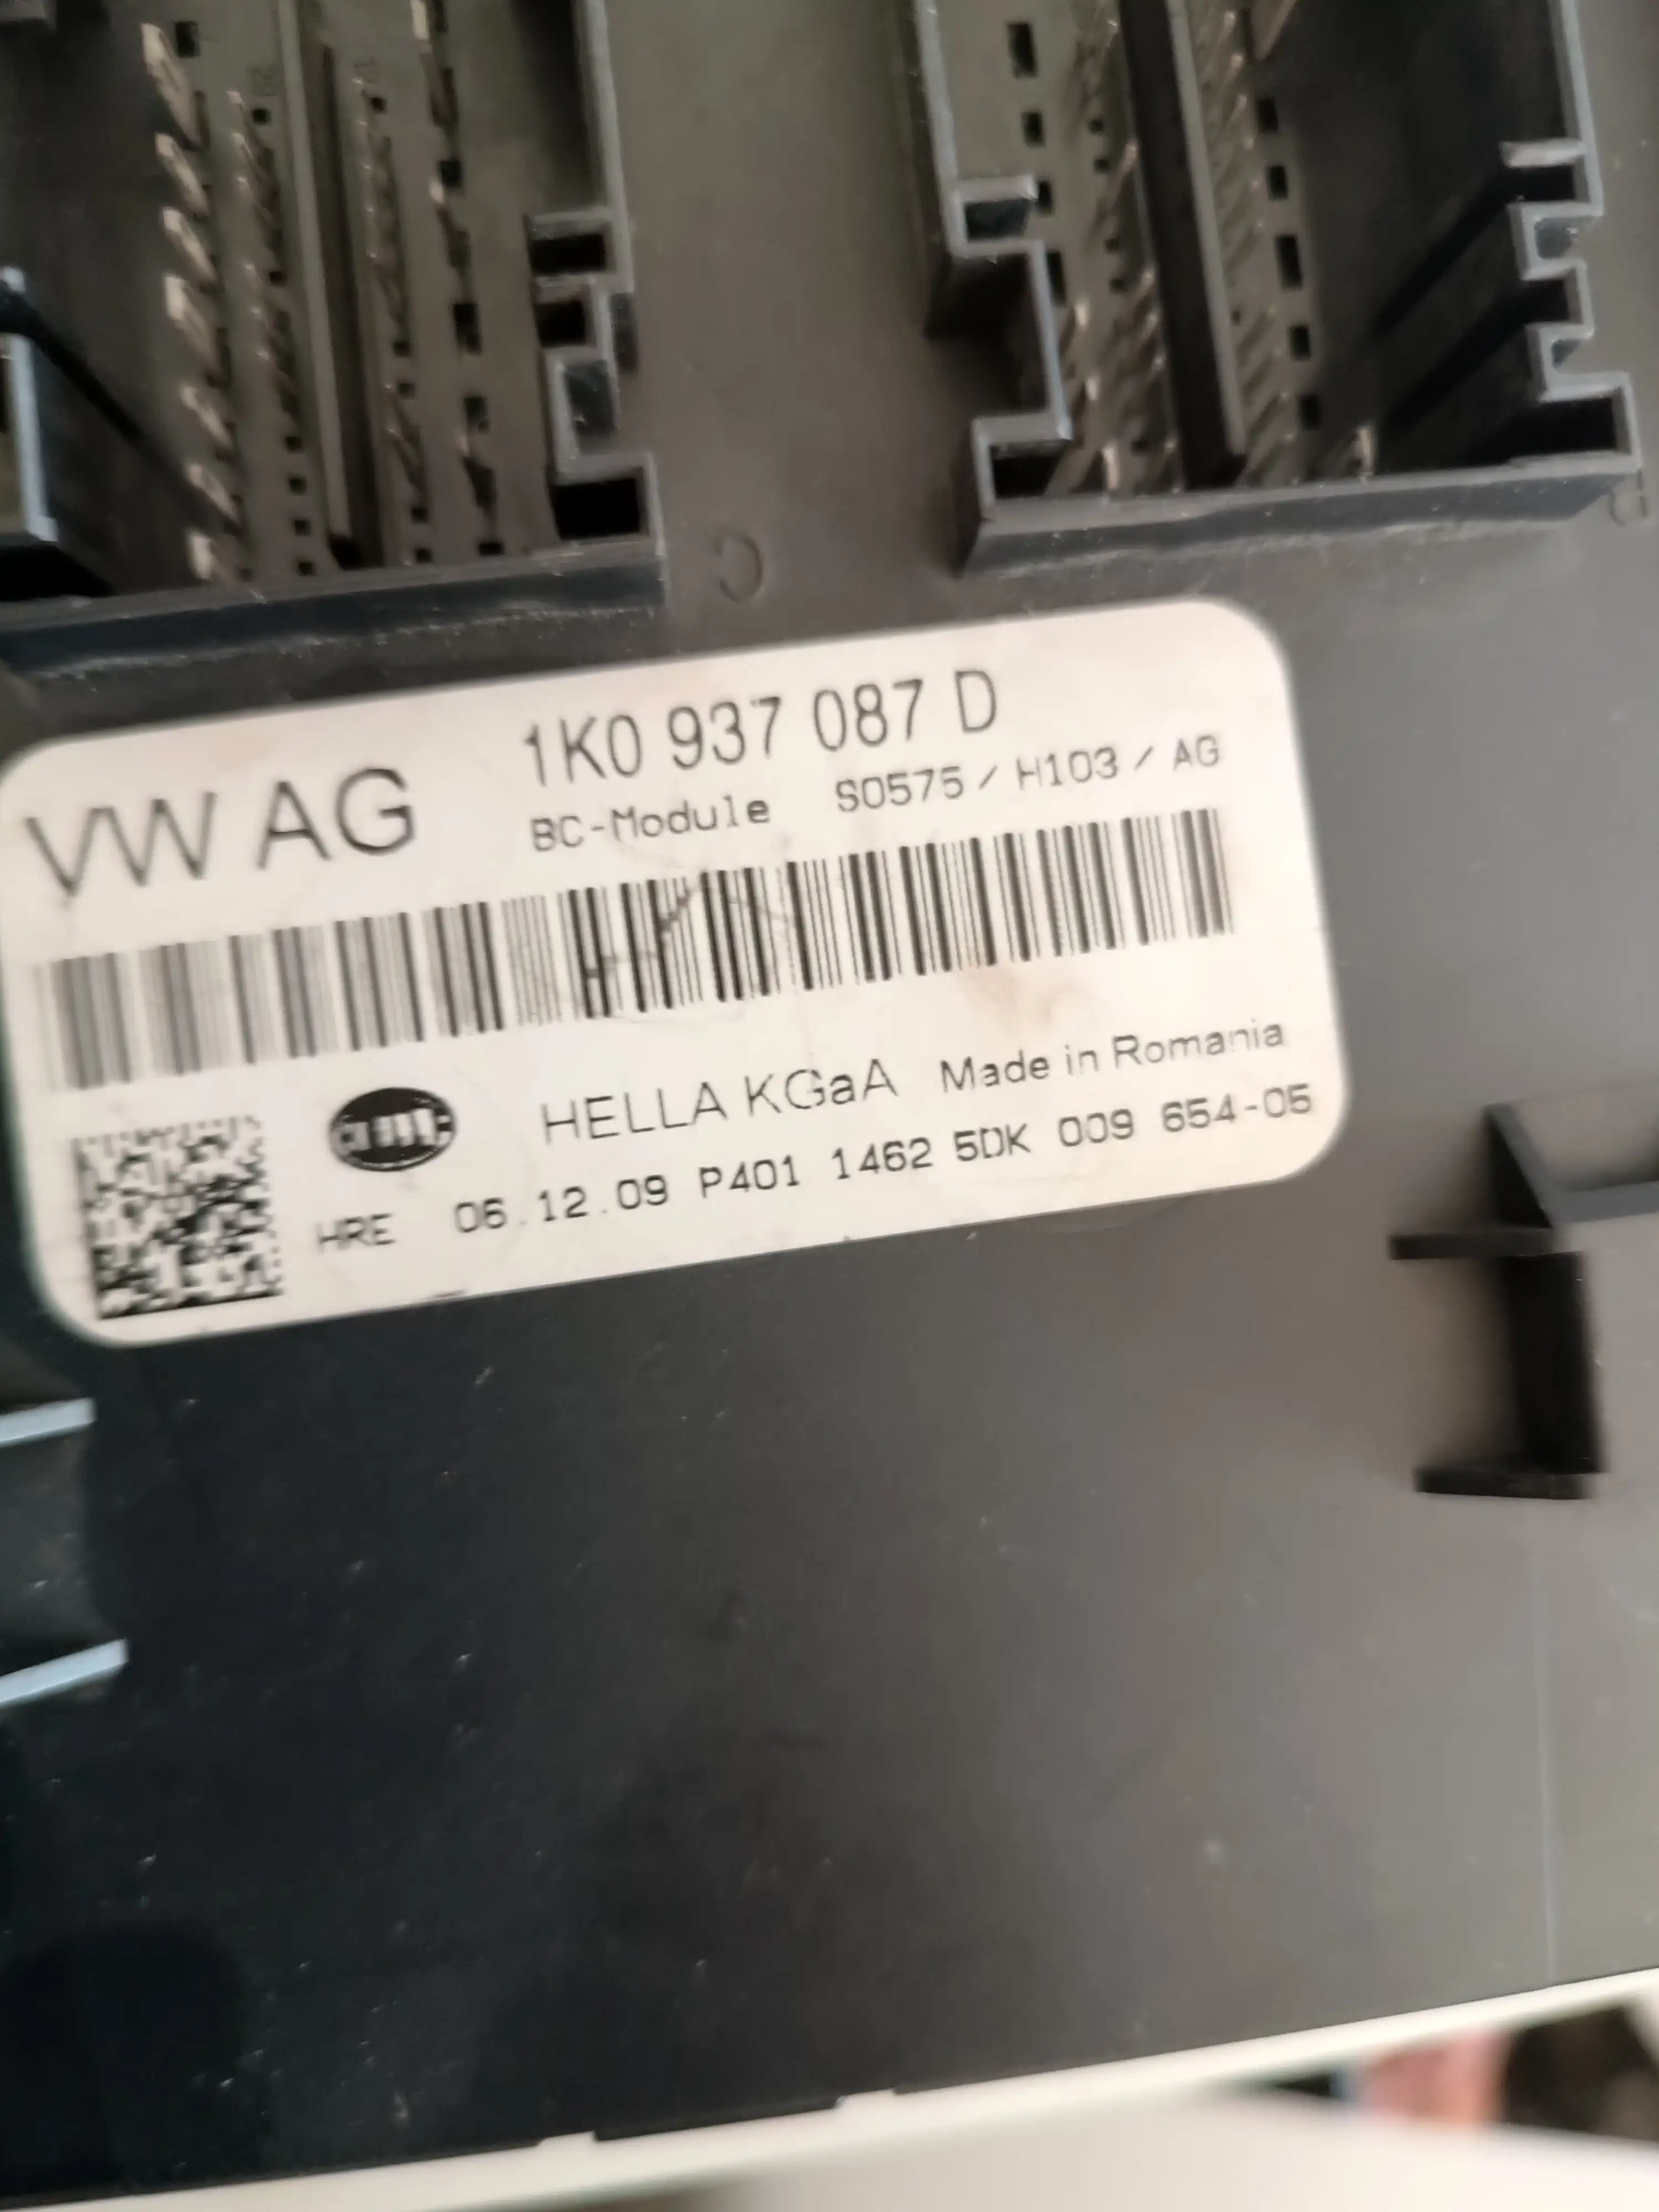 1K0 937 087 D
VW AG
BC-Module S0575 / H103 / AG
HELLA KGaA Made in Romania
HRE 06.12.09 P401 1462 5DK 009 654-05
C